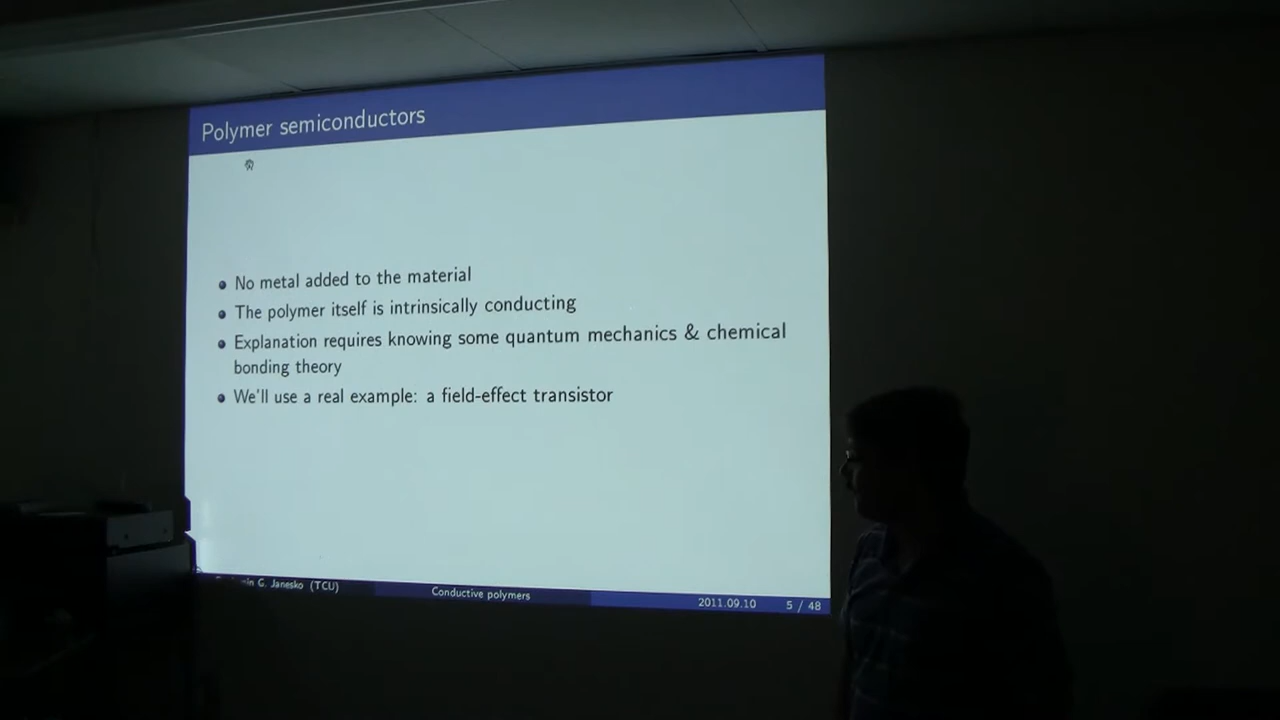 Polymer semiconductors
No metal added to the material
The polymer itself is intrinsically conducting
Explanation requires knowing some quantum mechanics & chemical
bonding theory
We'll use a real example: a field-effect transistor
G. Janesko (TCU)
Conductive polymers
2011.09.10
5 / 48